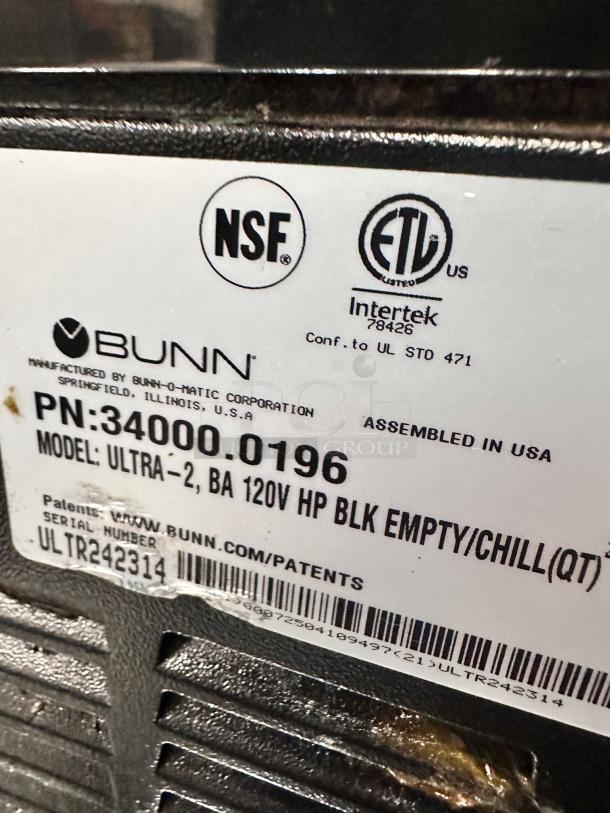 NSF®
ETL
LISTED
US
Intertek
78426
Conf. to UL STD 471
BUNN®
MANUFACTURED BY BUNN-O-MATIC CORPORATION
SPRINGFIELD, ILLINOIS, U.S.A
ASSEMBLED IN USA
PN:34000.0196
MODEL: ULTRA-2, BA 120V HP BLK EMPTY/CHILL(QT)
Patents: WWW.BUNN.COM/PATENTS
SERIAL NUMBER
ULTR242314
GROUP